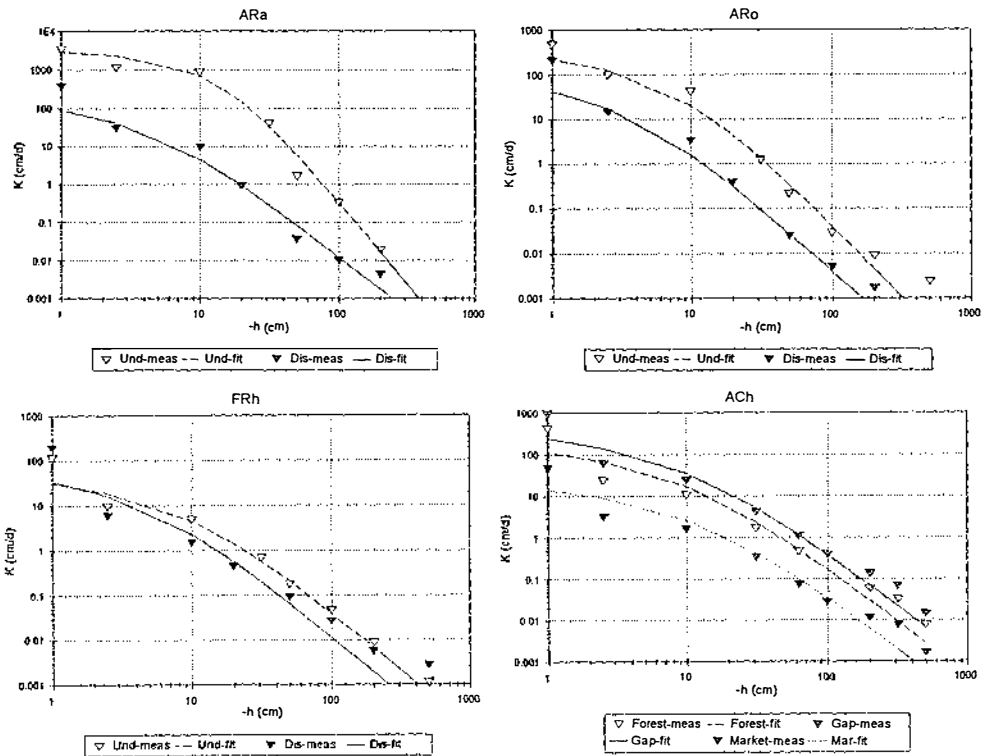 ARa
1E4
1000
100
10
1
0.1
0.01
0.001
K (cm/d)
1 10 100 1000
-h (cm)
Und-meas Und-fit Dis-meas Dis-fit
ARo
1000
100
10
1
0.1
0.01
0.001
K (cm/d)
1 10 100 1000
-h (cm)
Und-meas Und-fit Dis-meas Dis-fit
FRh
1000
100
10
1
0.1
0.01
0.001
K (cm/d)
1 10 100 1000
-h (cm)
Und-meas Und-fit Dis-meas Dis-fit
ACh
1000
100
10
1
0.1
0.01
0.001
K (cm/d)
1 10 100 1000
-h (cm)
Forest-meas Forest-fit Gap-meas
Gap-fit Market-meas Mar-fit